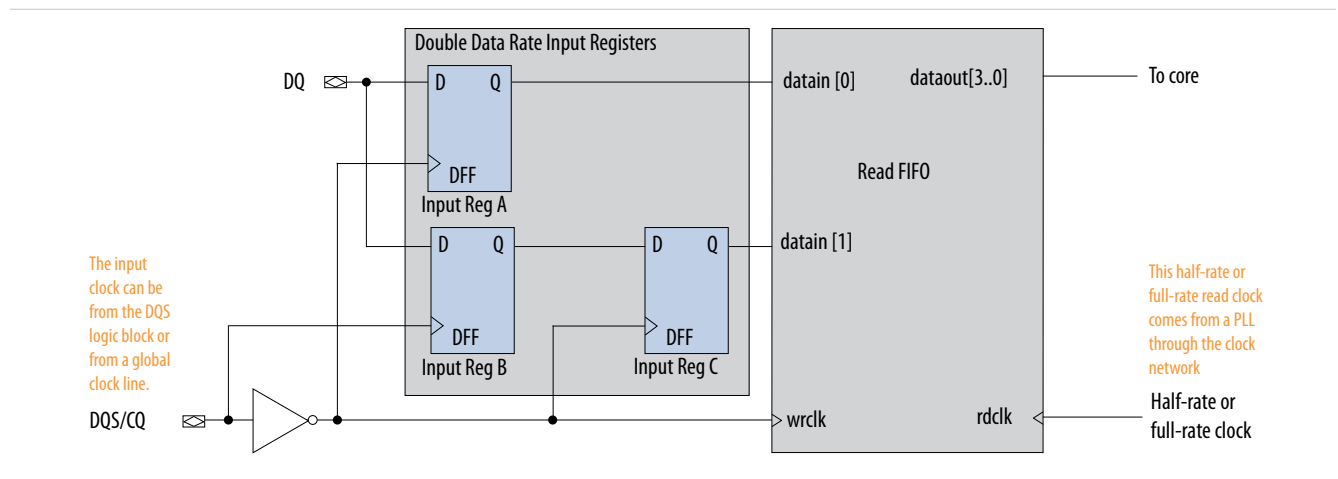 Double Data Rate Input Registers
DQ
D
Q
DFF
Input Reg A
datain [0]
dataout[3..0]
To core
Read FIFO
D
Q
DFF
Input Reg B
D
Q
DFF
Input Reg C
datain [1]
The input
clock can be
from the DQS
logic block or
from a global
clock line.
This half-rate or
full-rate read clock
comes from a PLL
through the clock
network
DQS/CQ
wrclk
rdclk
Half-rate or
full-rate clock